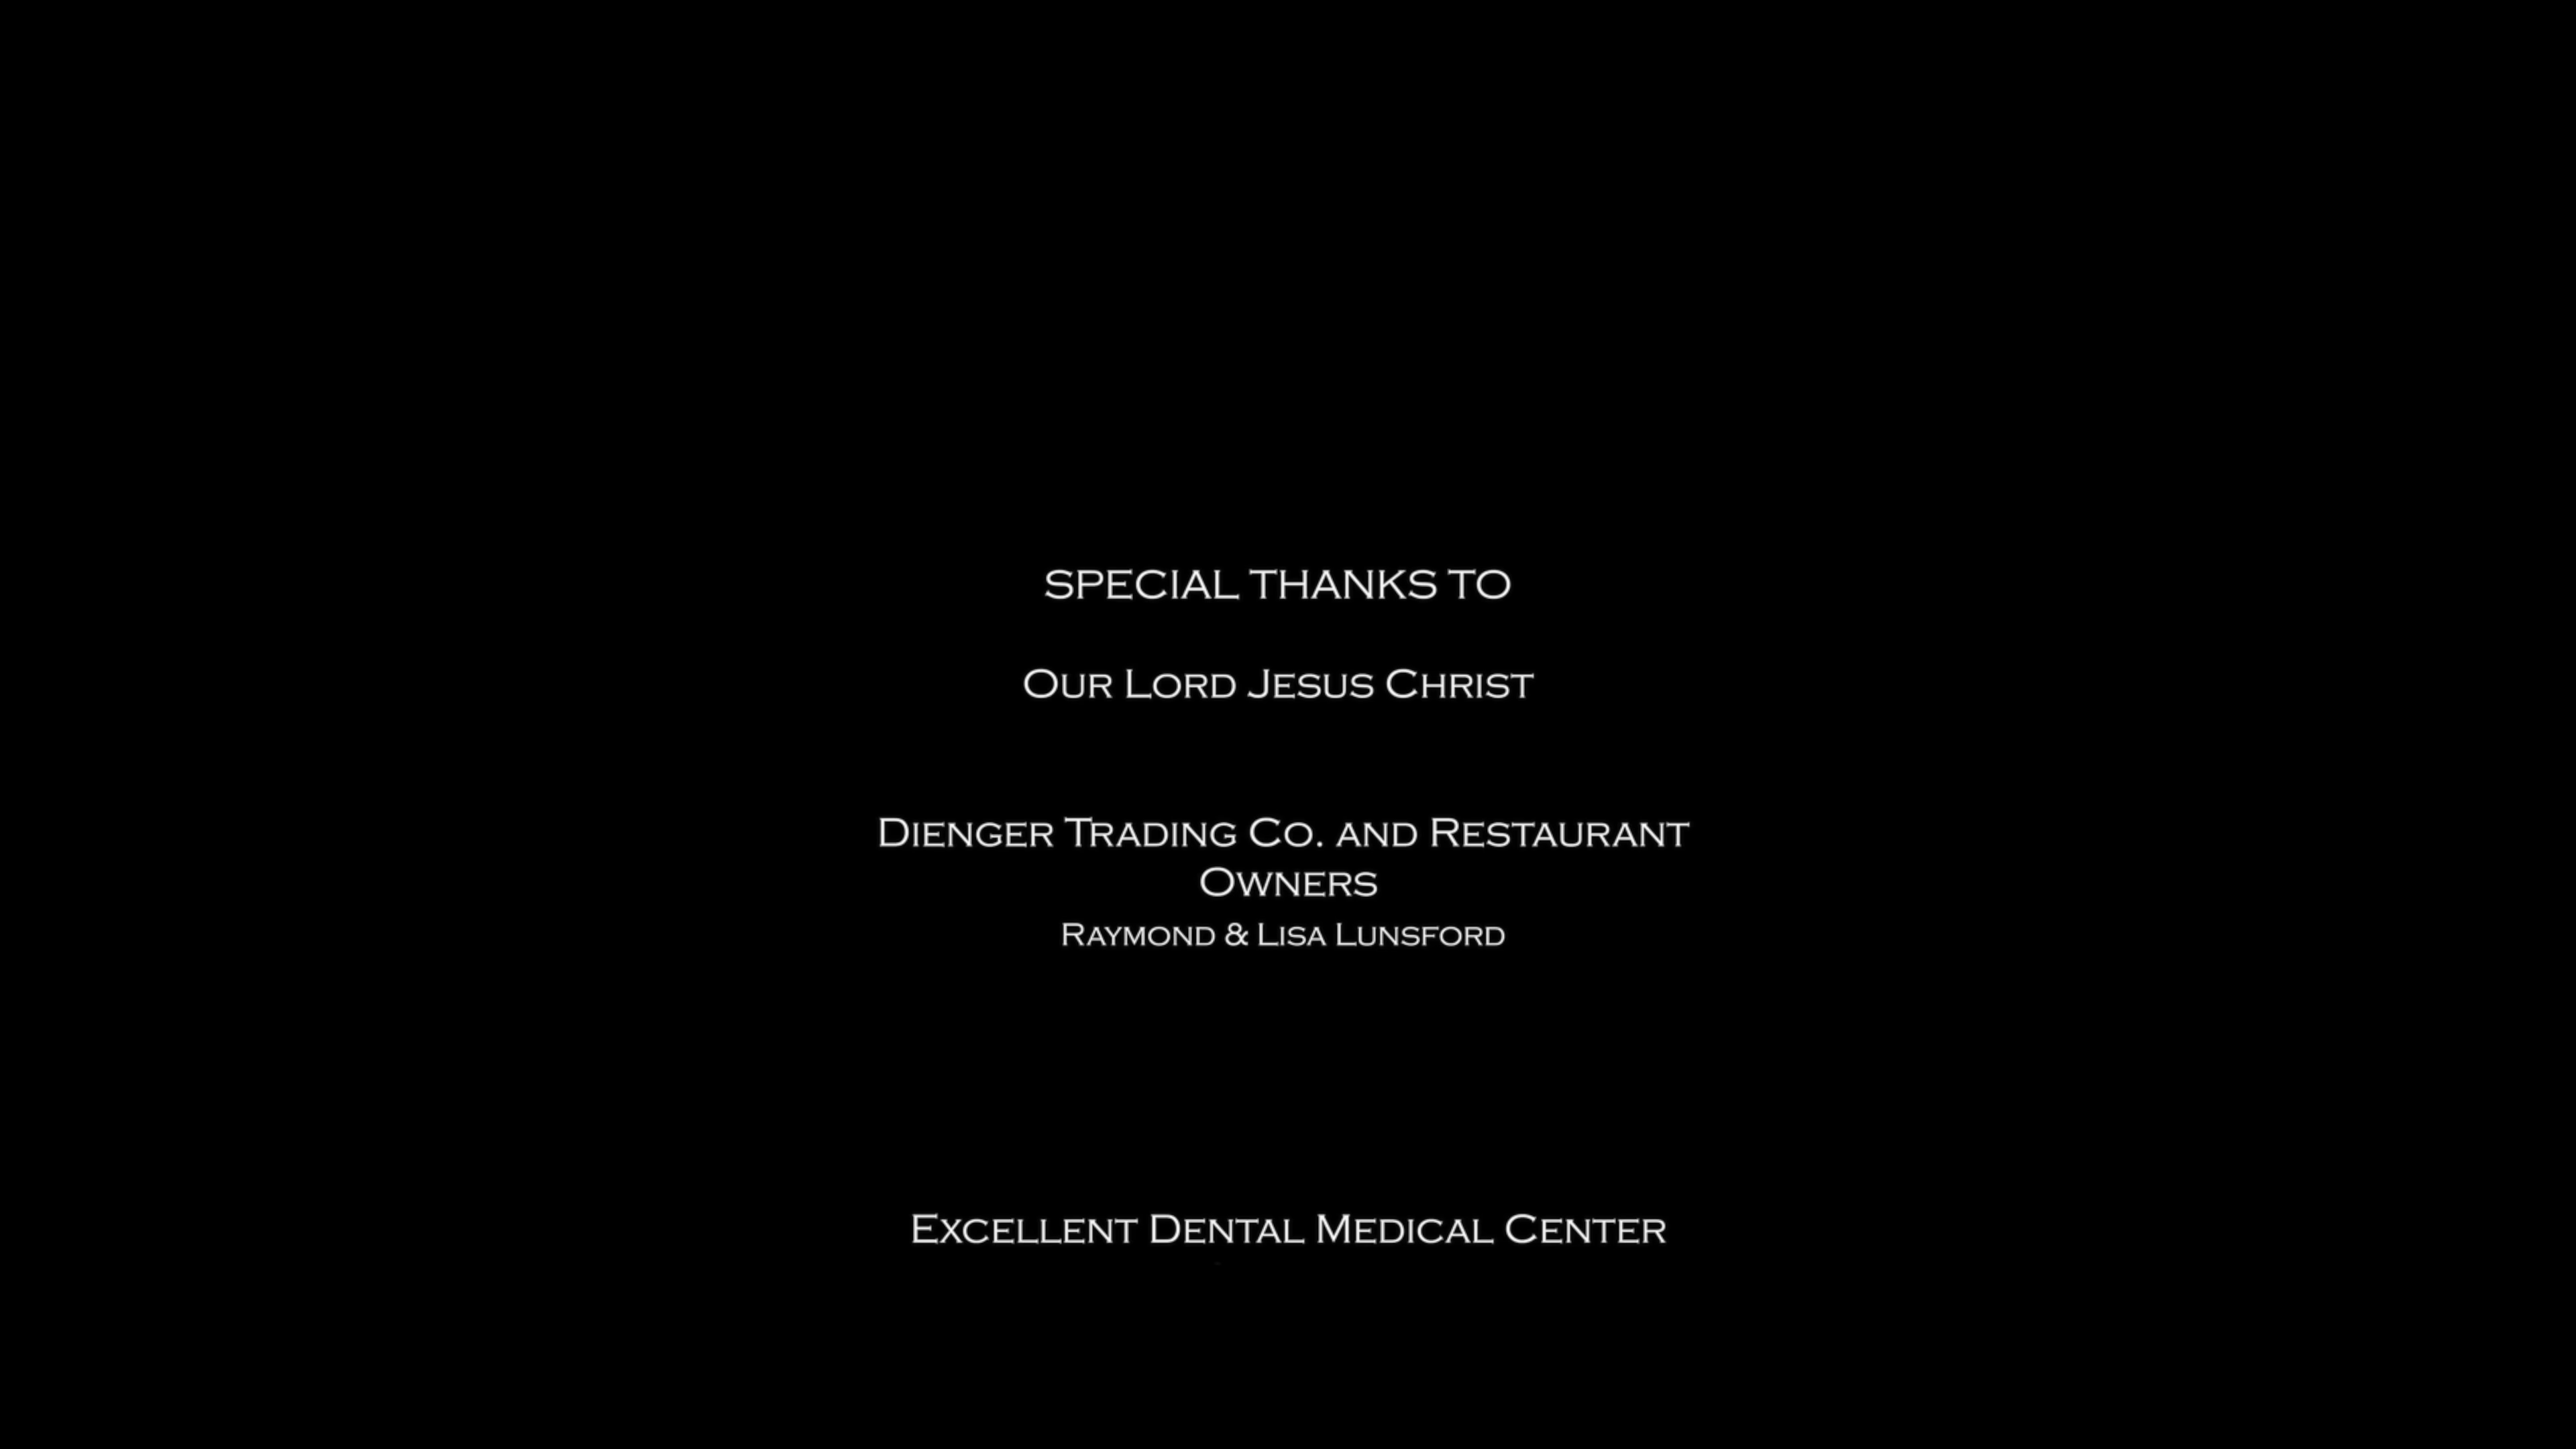 SPECIAL THANKS TO
Our Lord Jesus Christ
Dienger Trading Co. and Restaurant
Owners
Raymond & Lisa Lunsford
Excellent Dental Medical Center